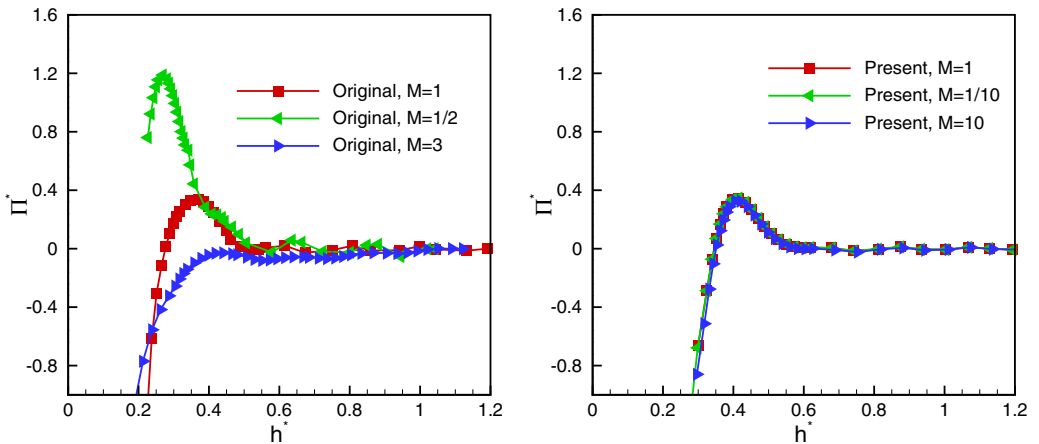 1.6
1.2
0.8
0.4
0
-0.4
-0.8
Π*
0 0.2 0.4 0.6 0.8 1 1.2
h*
Original, M=1
Original, M=1/2
Original, M=3
1.6
1.2
0.8
0.4
0
-0.4
-0.8
Π*
0 0.2 0.4 0.6 0.8 1 1.2
h*
Present, M=1
Present, M=1/10
Present, M=10